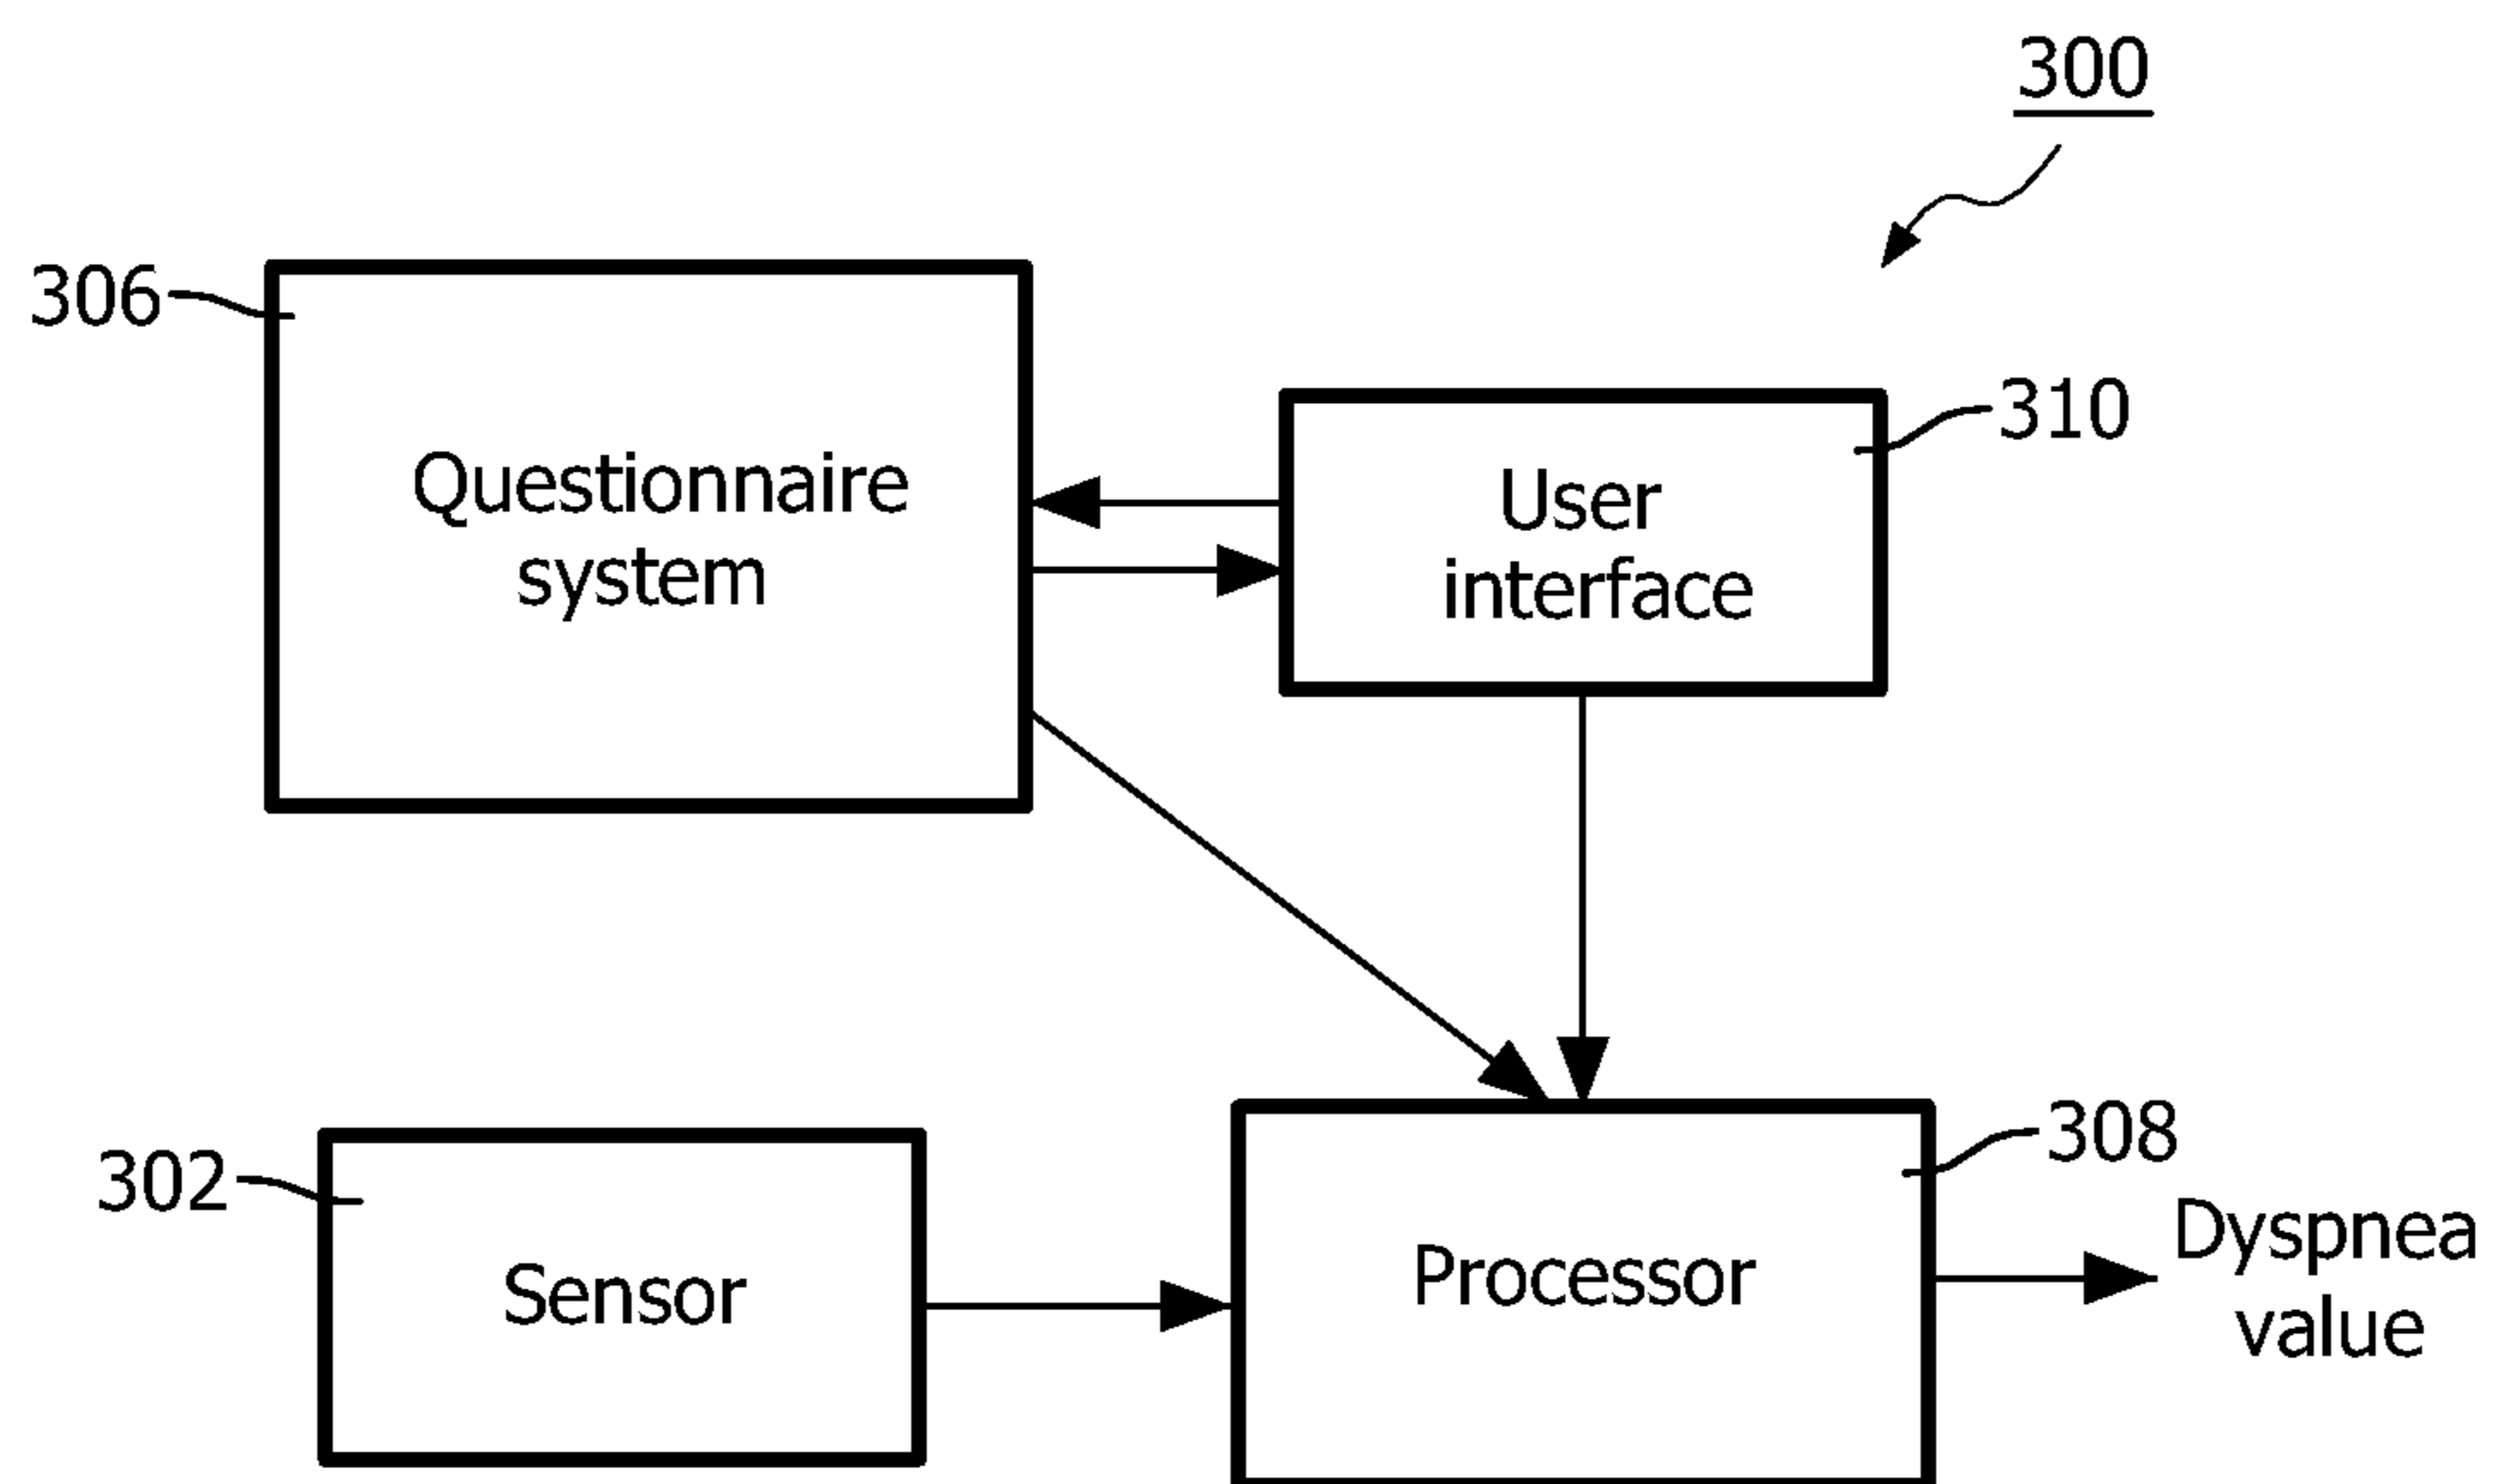 300
306
Questionnaire
system
310
User
interface
302
Sensor
308
Processor
Dyspnea
value